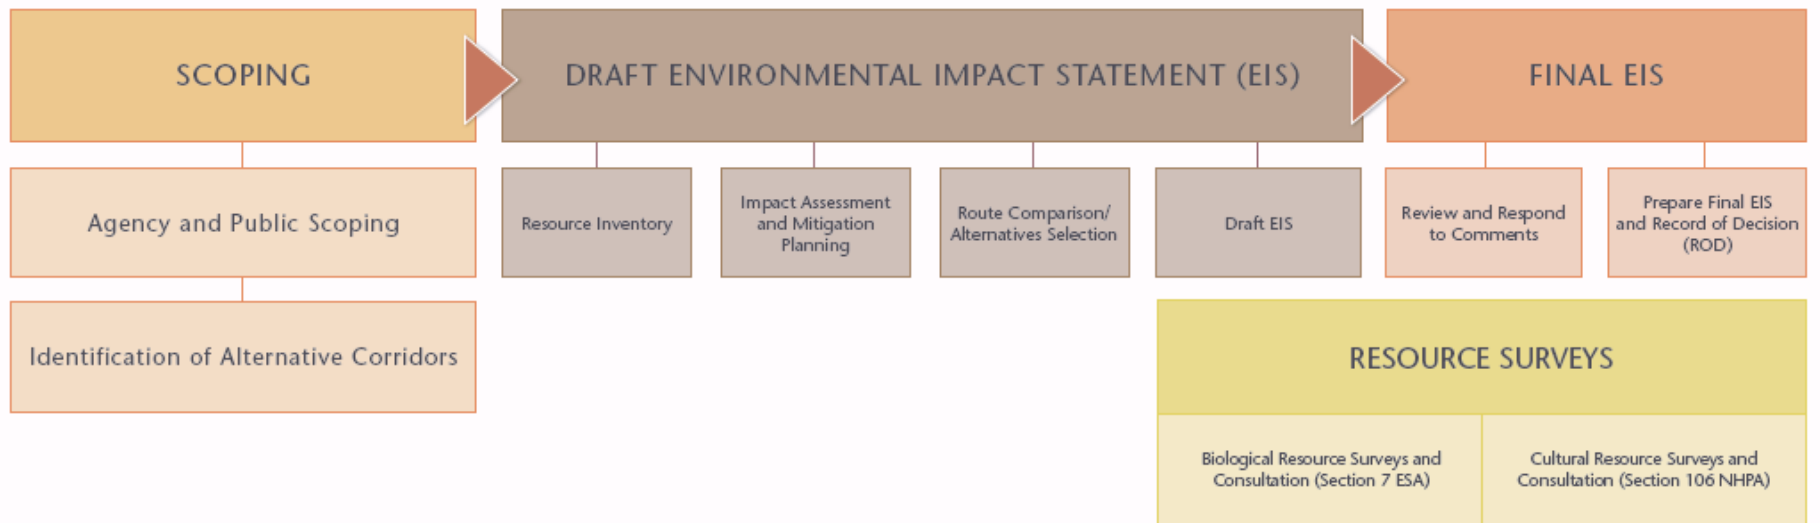 SCOPING
DRAFT ENVIRONMENTAL IMPACT STATEMENT (EIS)
FINAL EIS
Agency and Public Scoping
Resource Inventory
Impact Assessment
and Mitigation
Planning
Route Comparison/
Alternatives Selection
Draft EIS
Review and Respond
to Comments
Prepare Final EIS
and Record of Decision
(ROD)
Identification of Alternative Corridors
RESOURCE SURVEYS
Biological Resource Surveys and
Consultation (Section 7 ESA)
Cultural Resource Surveys and
Consultation (Section 106 NHPA)